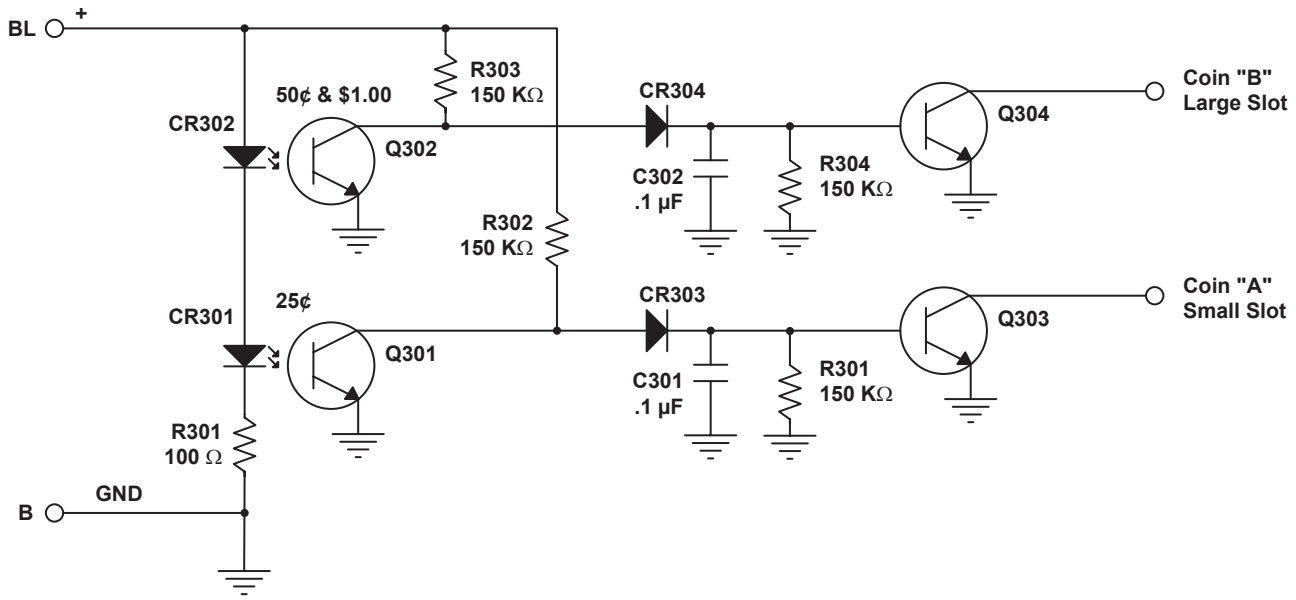 BL
+
R303
150 KΩ
50¢ & $1.00
CR302
Q302
CR304
C302
.1 µF
R304
150 KΩ
Q304
Coin "B"
Large Slot
R302
150 KΩ
25¢
CR301
Q301
CR303
C301
.1 µF
R301
150 KΩ
Q303
Coin "A"
Small Slot
R301
100 Ω
B
GND